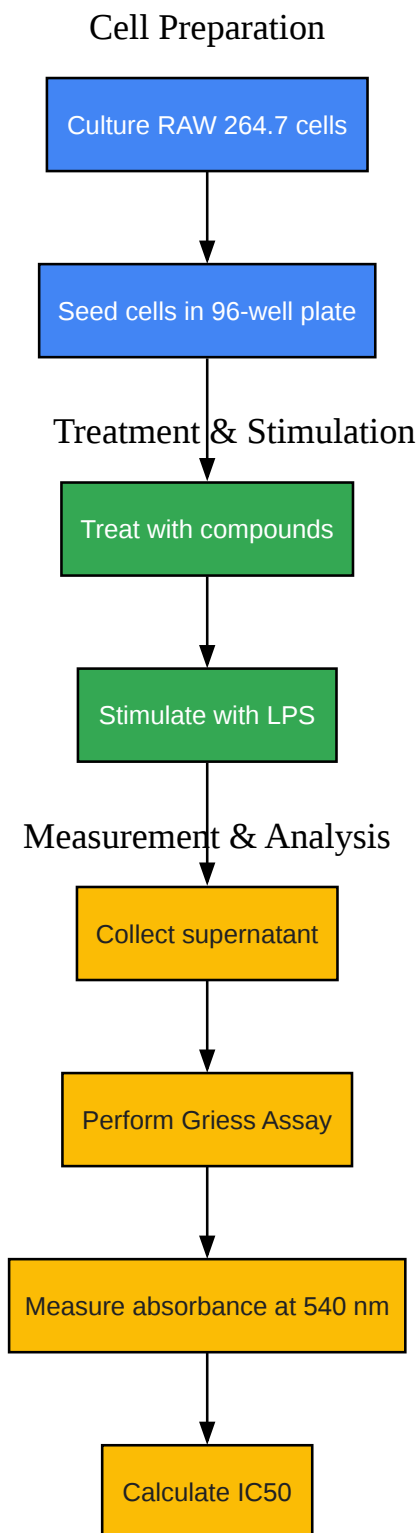 Cell Preparation
Culture RAW 264.7 cells
Seed cells in 96-well plate
Treatment & Stimulation
Treat with compounds
Stimulate with LPS
Measurement & Analysis
Collect supernatant
Perform Griess Assay
Measure absorbance at 540 nm
Calculate IC50